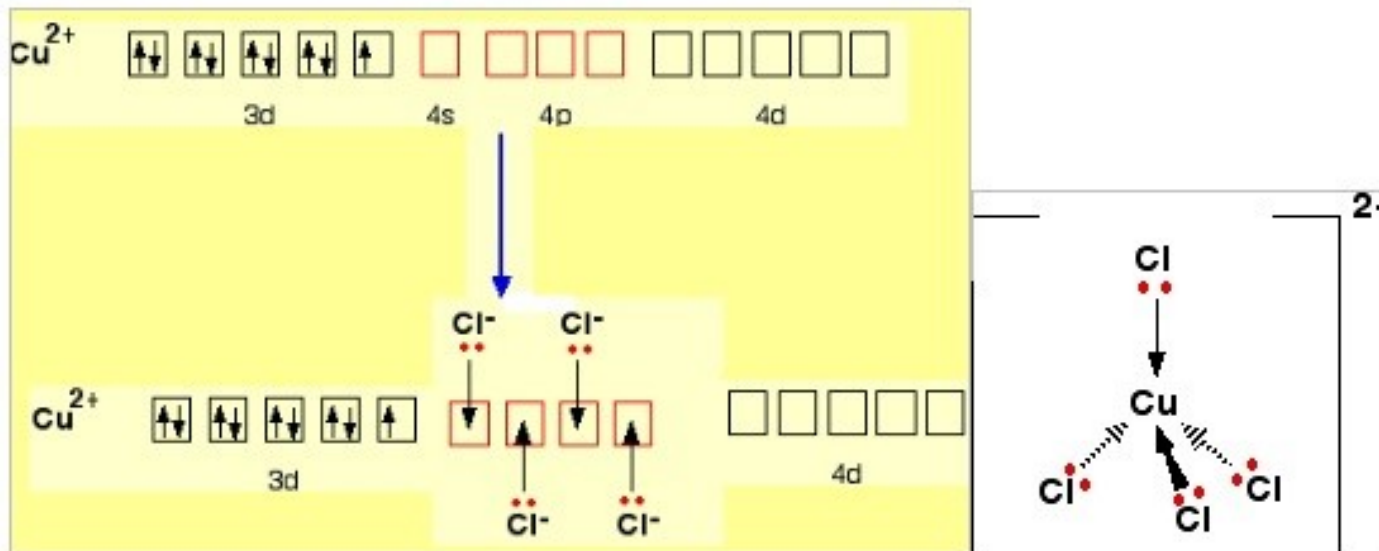 Cu2+
3d 4s 4p 4d
2-
Cl
Cl- Cl-
Cu
Cu2+
3d 4d
Cl Cl Cl
Cl- Cl-